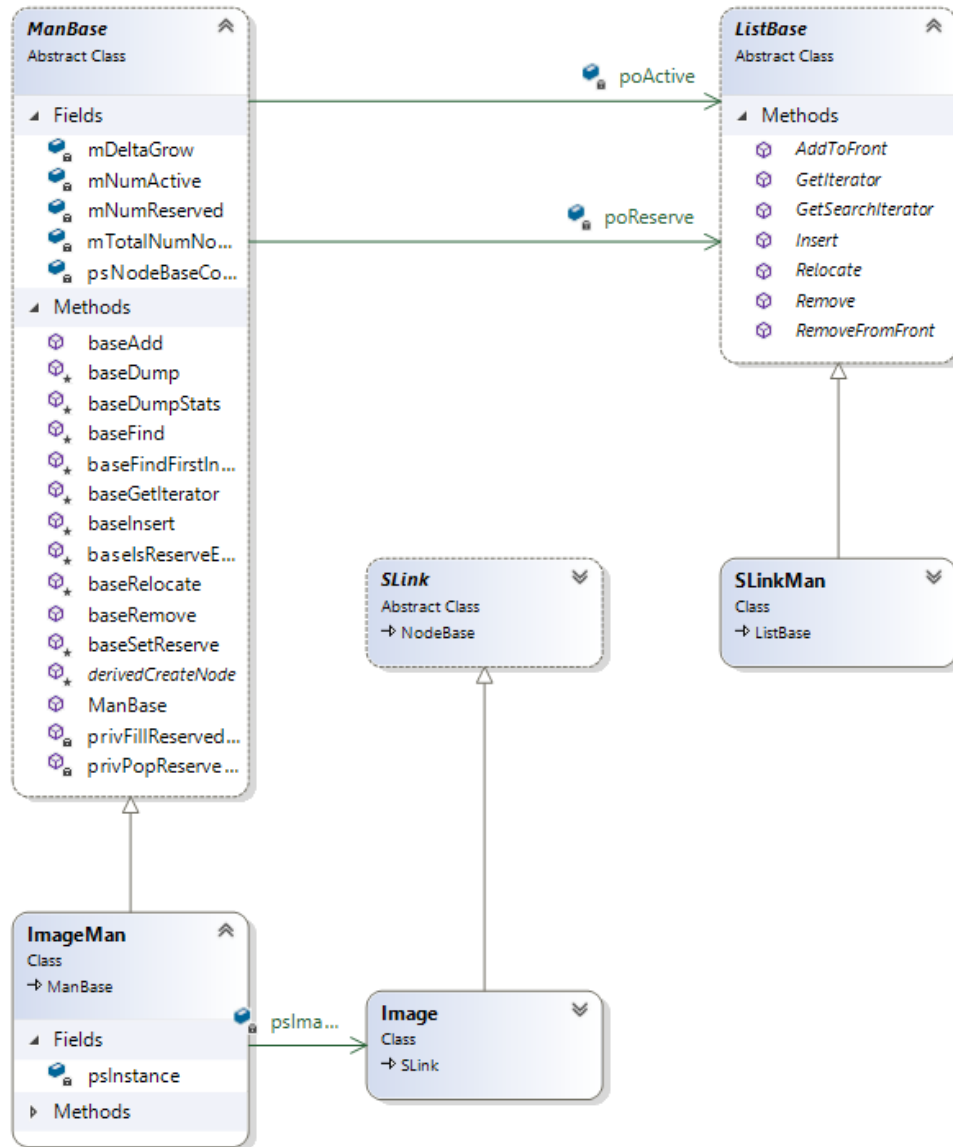 ManBase
Abstract Class
Fields
mDeltaGrow
mNumActive
mNumReserved
mTotalNumNo...
psNodeBaseCo...
Methods
baseAdd
baseDump
baseDumpStats
baseFind
baseFindFirstIn...
baseGetIterator
baseInsert
baseIsReserveE...
baseRelocate
baseRemove
baseSetReserve
derivedCreateNode
ManBase
privFillReserved...
privPopReserve...
poActive
poReserve
ListBase
Abstract Class
Methods
AddToFront
GetIterator
GetSearchIterator
Insert
Relocate
Remove
RemoveFromFront
SLink
Abstract Class
NodeBase
SLinkMan
Class
ListBase
ImageMan
Class
ManBase
Fields
psInstance
Methods
psIma...
Image
Class
SLink